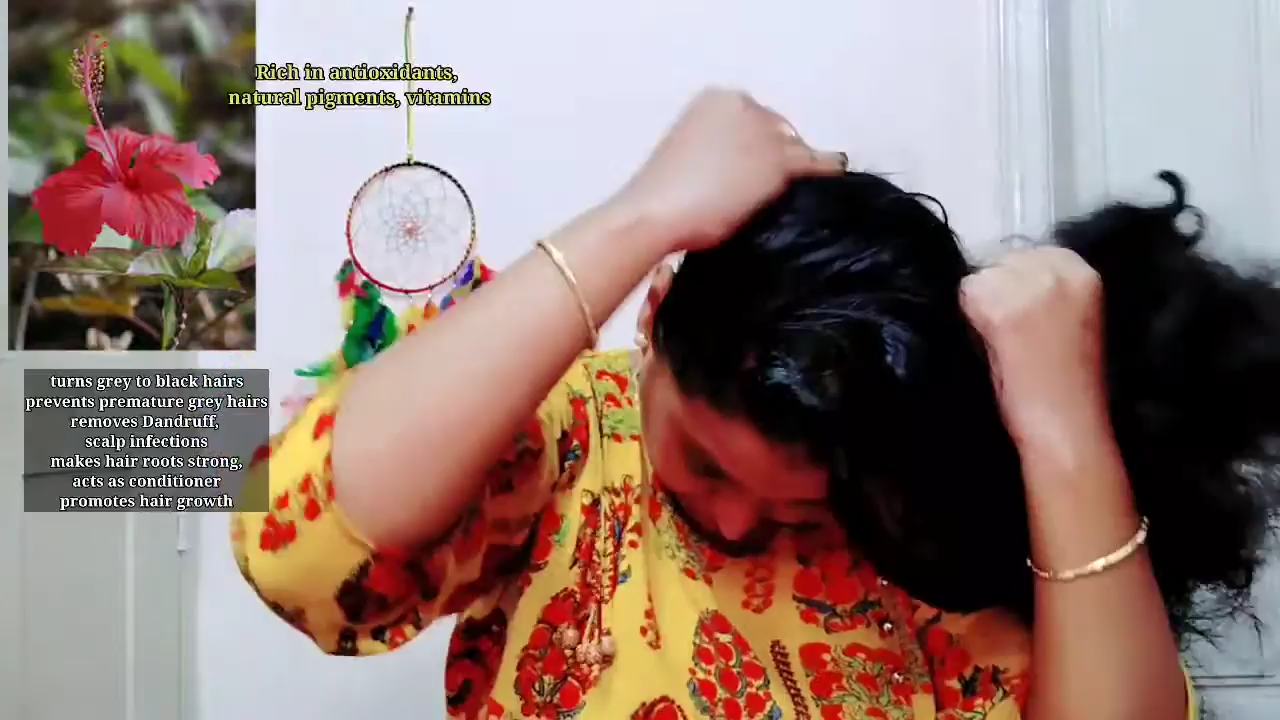 Rich in antioxidants,
natural pigments, vitamins
turns grey to black hairs
prevents premature grey hairs
removes Dandruff,
scalp infections
makes hair roots strong,
acts as conditioner
promotes hair growth